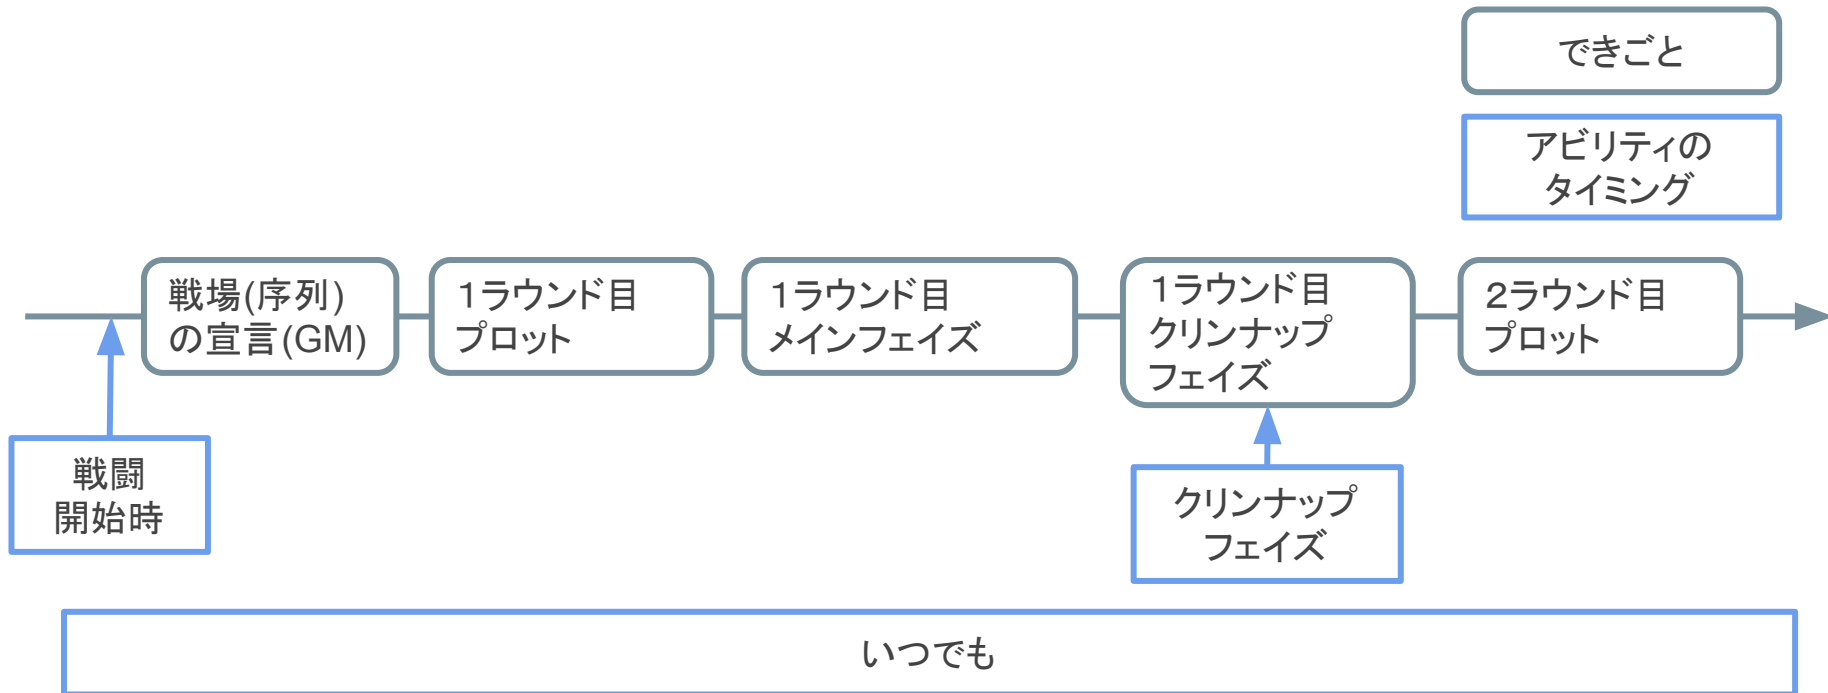 できごと
アビリティの
タイミング
戦場(序列)
の宣言(GM)
1ラウンド目
プロット
1ラウンド目
メインフェイズ
1ラウンド目
クリンナップ
フェイズ
2ラウンド目
プロット
戦闘
開始時
クリンナップ
フェイズ
いつでも